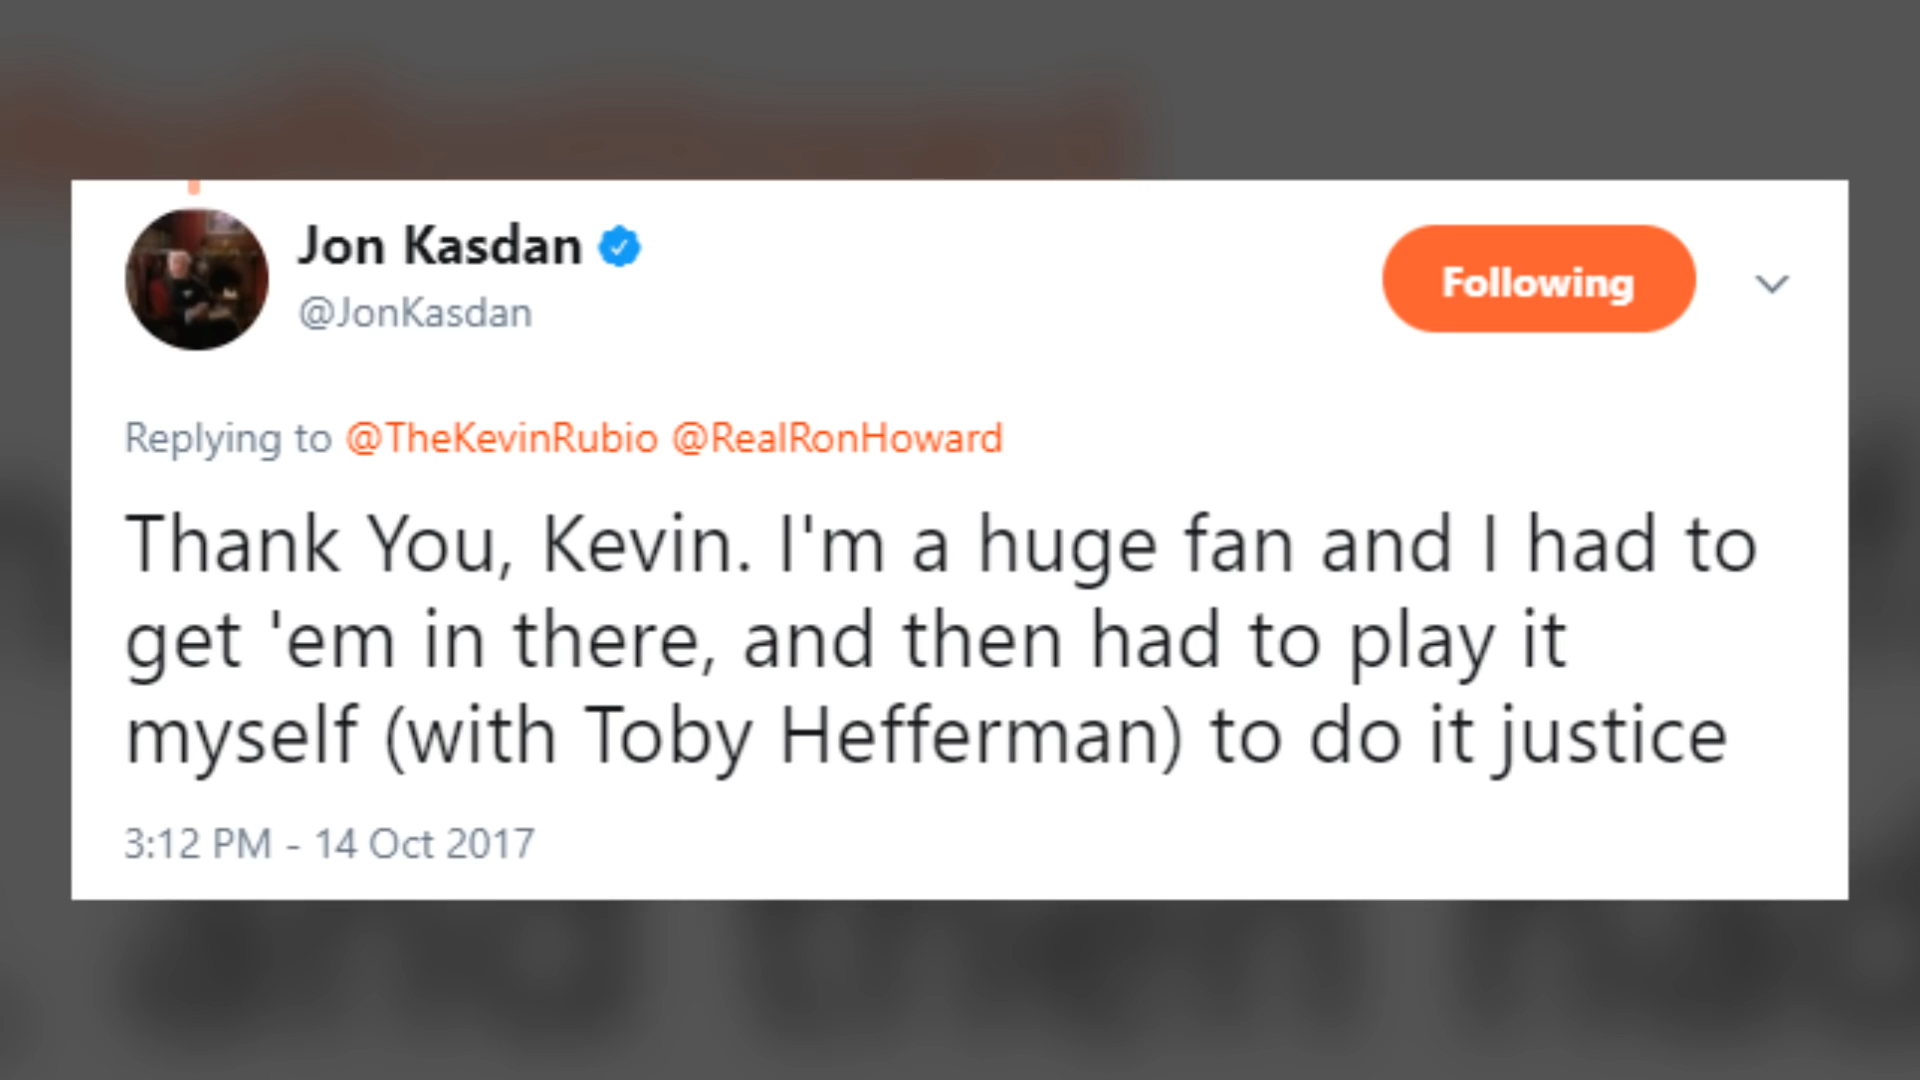 Jon Kasdan
@JonKasdan
Following
Replying to @TheKevinRubio @RealRonHoward
Thank You, Kevin. I'm a huge fan and I had to
get 'em in there, and then had to play it
myself (with Toby Hefferman) to do it justice
3:12 PM - 14 Oct 2017